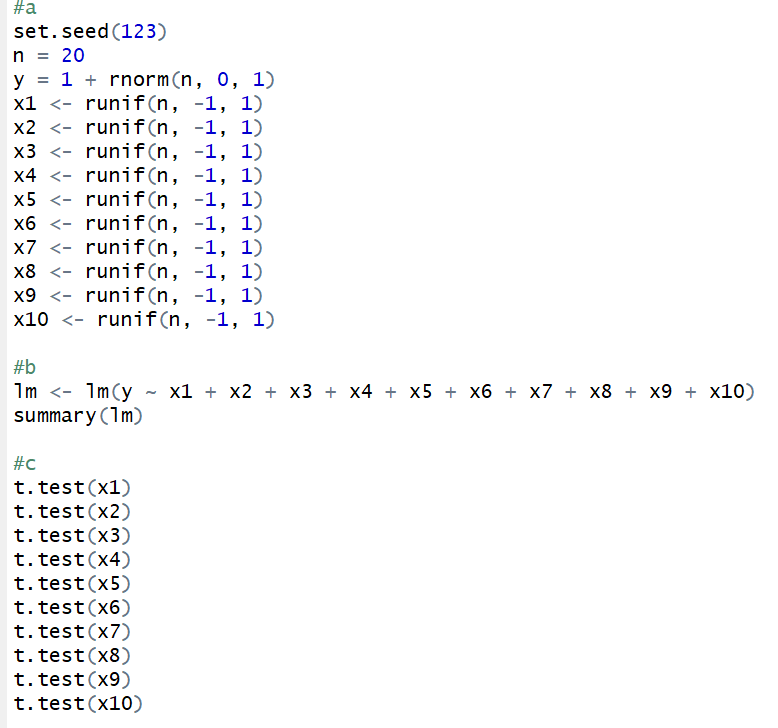 #a
set.seed(123)
n = 20
y = 1 + rnorm(n, 0, 1)
x1 <- runif(n, -1, 1)
x2 <- runif(n, -1, 1)
x3 <- runif(n, -1, 1)
x4 <- runif(n, -1, 1)
x5 <- runif(n, -1, 1)
x6 <- runif(n, -1, 1)
x7 <- runif(n, -1, 1)
x8 <- runif(n, -1, 1)
x9 <- runif(n, -1, 1)
x10 <- runif(n, -1, 1)
#b
lm <- lm(y ~ x1 + x2 + x3 + x4 + x5 + x6 + x7 + x8 + x9 + x10)
summary(lm)
#c
t.test(x1)
t.test(x2)
t.test(x3)
t.test(x4)
t.test(x5)
t.test(x6)
t.test(x7)
t.test(x8)
t.test(x9)
t.test(x10)